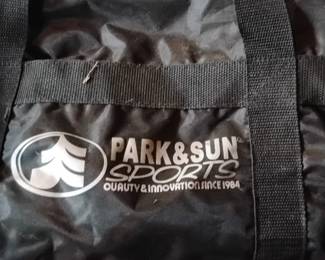 PARK & SUN
SPORTS
QUALITY & INNOVATION SINCE 1984